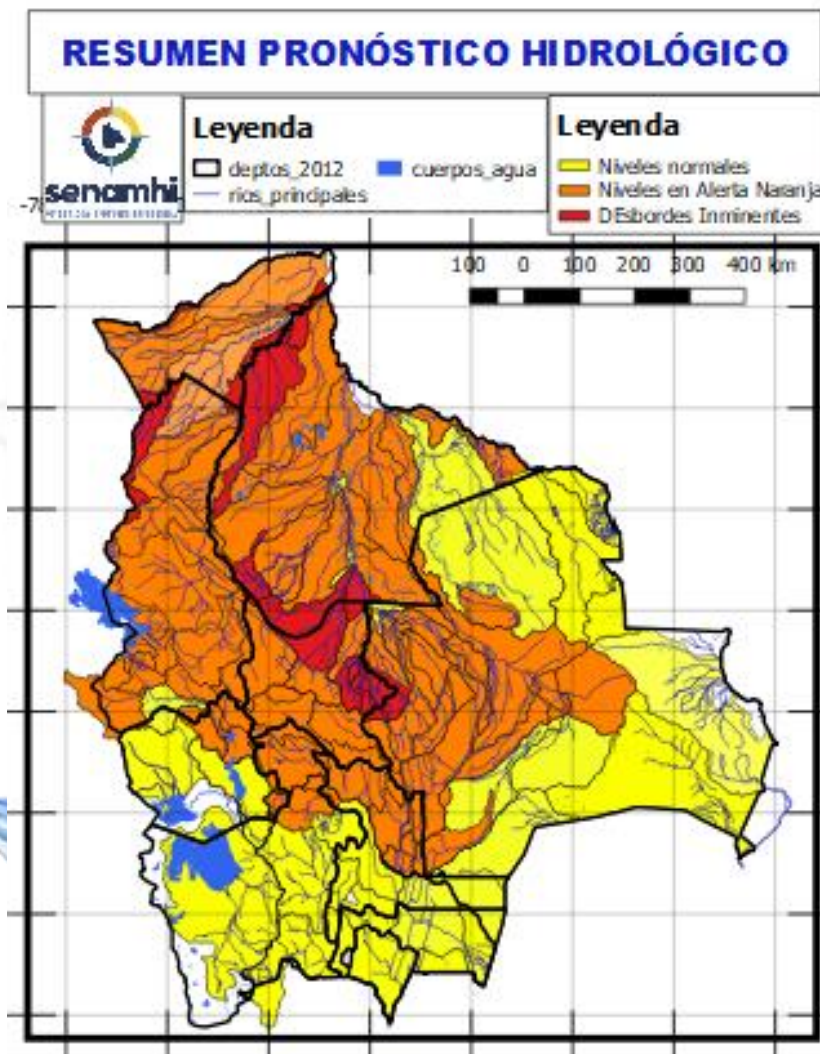 RESUMEN PRONÓSTICO HIDROLÓGICO
senamhi
Leyenda
deptos_2012
cuerpos_agua
rios_principales
Leyenda
Niveles normales
Niveles en Alerta Naranja
DEsbordes Inminentes
100 0 100 200 300 400 km